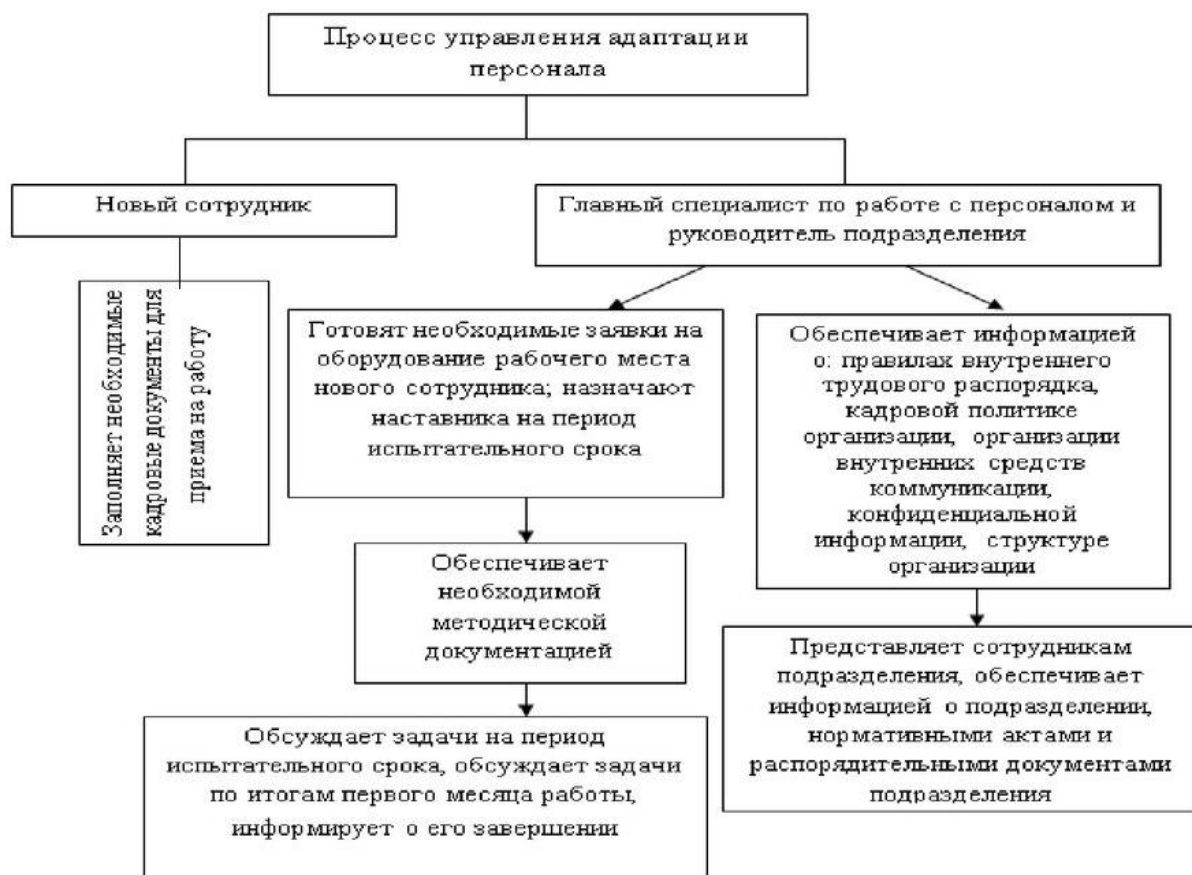 Процесс управления адаптации
персонала
Новый сотрудник
Главный специалист по работе с персоналом и
руководитель подразделения
Заполняет необходимые
кадровые документы для
приема на работу
Готовят необходимые заявки на
оборудование рабочего места
нового сотрудника; назначают
наставника на период
испытательного срока
Обеспечивает информацией
о: правилах внутреннего
трудового распорядка,
кадровой политике
организации, организации
внутренних средств
коммуникации,
конфиденциальной
информации, структуре
организации
Обеспечивает
необходимой
методической
документацией
Представляет сотрудникам
подразделения, обеспечивает
информацией о подразделении,
нормативными актами и
распорядительными документами
подразделения
Обсуждает задачи на период
испытательного срока, обсуждает задачи
по итогам первого месяца работы,
информирует о его завершении